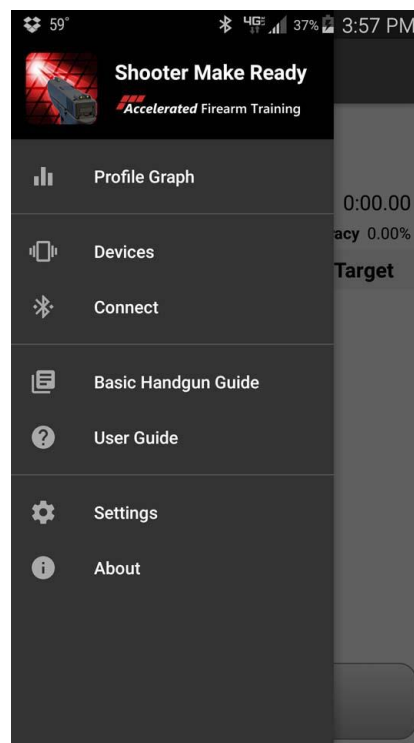 59° 4G 37% 3:57 PM
Shooter Make Ready
Accelerated Firearm Training
Profile Graph
0:00.00
racy 0.00%
Devices
Target
Connect
Basic Handgun Guide
User Guide
Settings
About